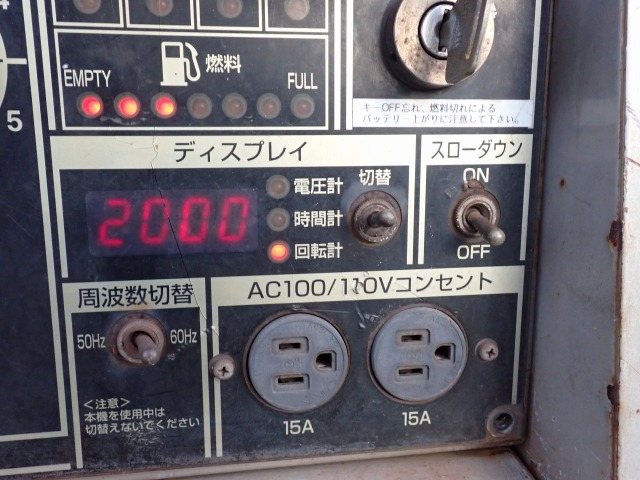 4
5
燃料
EMPTY
FULL
キーOFF忘れ、燃料切れによる
バッテリー上がりに注意して下さい。
ディスプレイ
2000
電圧計
時間計
回転計
切替
スローダウン
ON
OFF
周波数切替
50Hz
60Hz
<注意>
本機を使用中は
切替えないでください
AC100/110Vコンセント
15A
15A